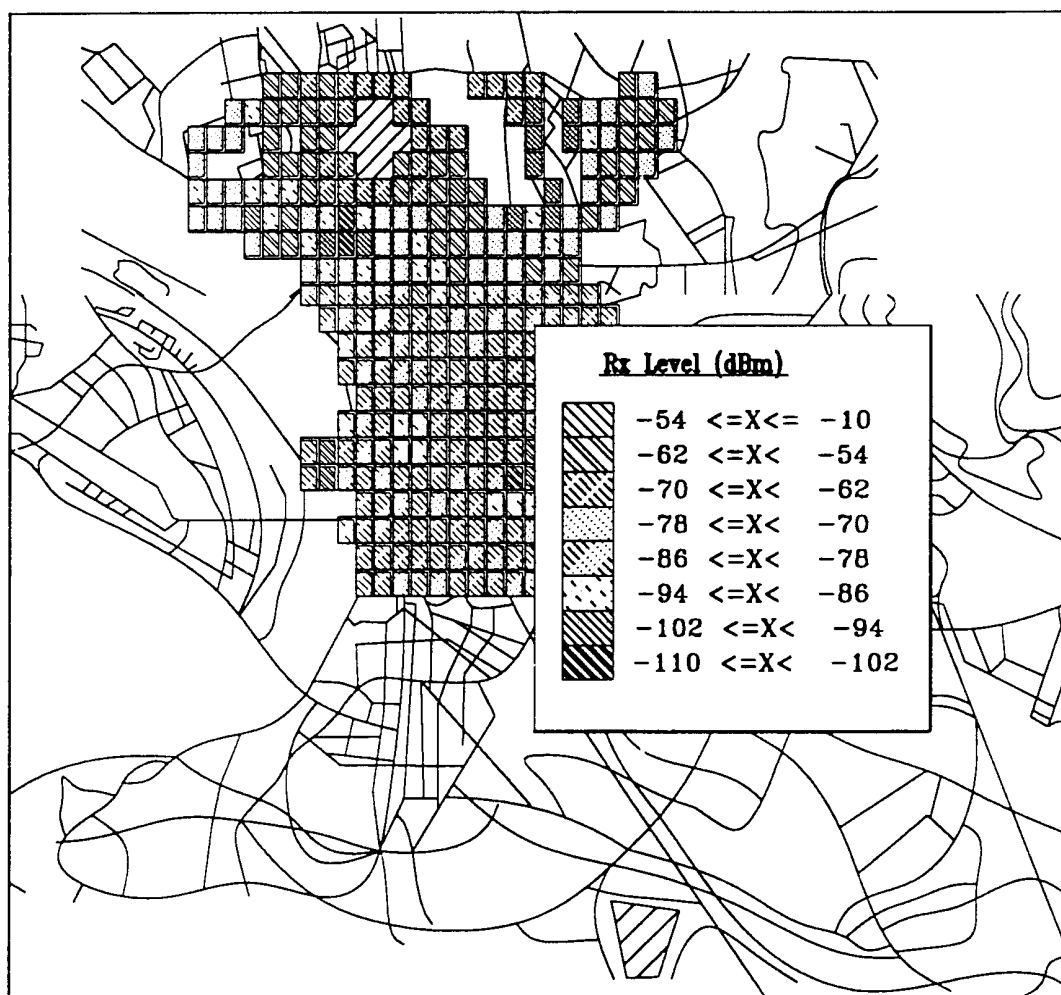 Rx Level (dBm)
-54 <=X<= -10
-62 <=X< -54
-70 <=X< -62
-78 <=X< -70
-86 <=X< -78
-94 <=X< -86
-102 <=X< -94
-110 <=X< -102